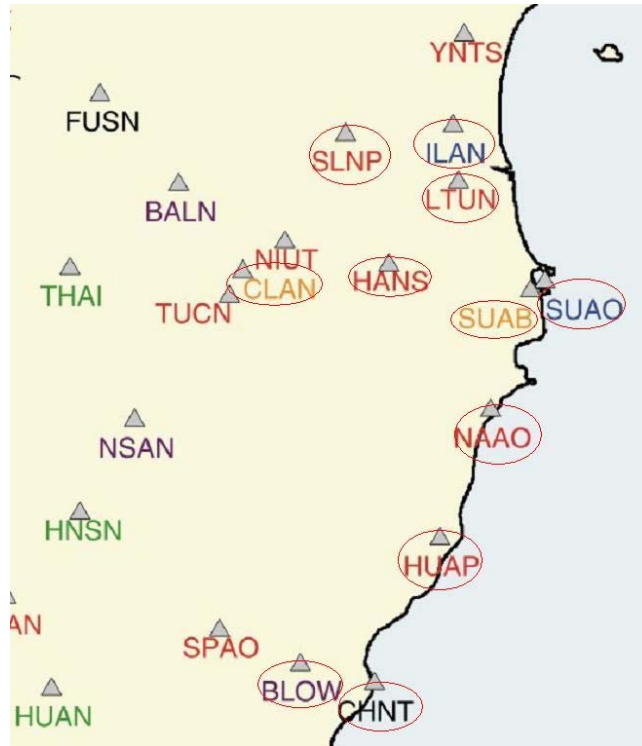 YNTS
FUSN
SLNP
ILAN
LTUN
BALN
NIUT
HANS
THAI
CLAN
TUCN
SUAB
SUAO
NSAN
NAAO
HNSN
HUAP
AN
SPAO
BLOW
HUAN
CHNT